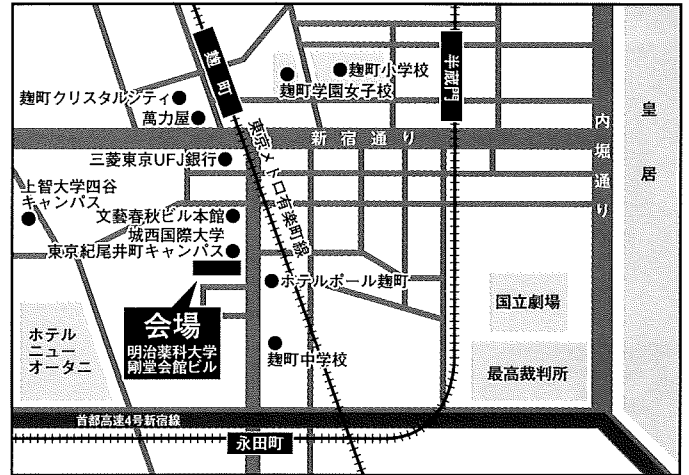 麹町
半蔵門
麹町小学校
麹町学園女子校
麹町クリスタルシティ
萬力屋
新宿通り
内堀通り
皇居
三菱東京UFJ銀行
東京メトロ有楽町線
上智大学四谷
キャンパス
文藝春秋ビル本館
城西国際大学
東京紀尾井町キャンパス
ホテルポール麹町
国立劇場
会場
明治薬科大学
剛堂会館ビル
ホテル
ニュー
オータニ
麹町中学校
最高裁判所
首都高速4号新宿線
永田町